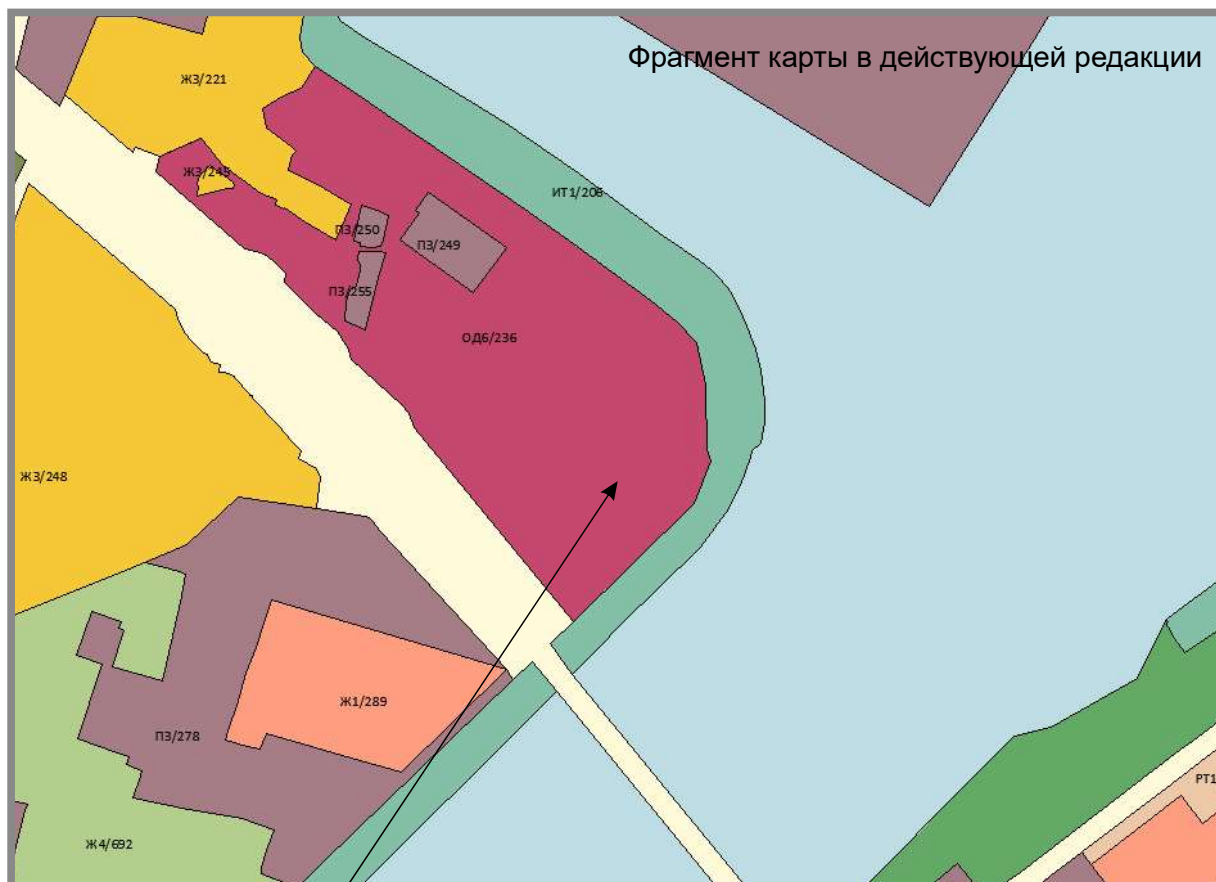 Фрагмент карты в действующей редакции
Ж3/221
Ж3/245
ИТ1/206
П3/250
П3/249
П3/255
ОД6/236
Ж3/248
Ж1/289
П3/278
РТ1
Ж4/692